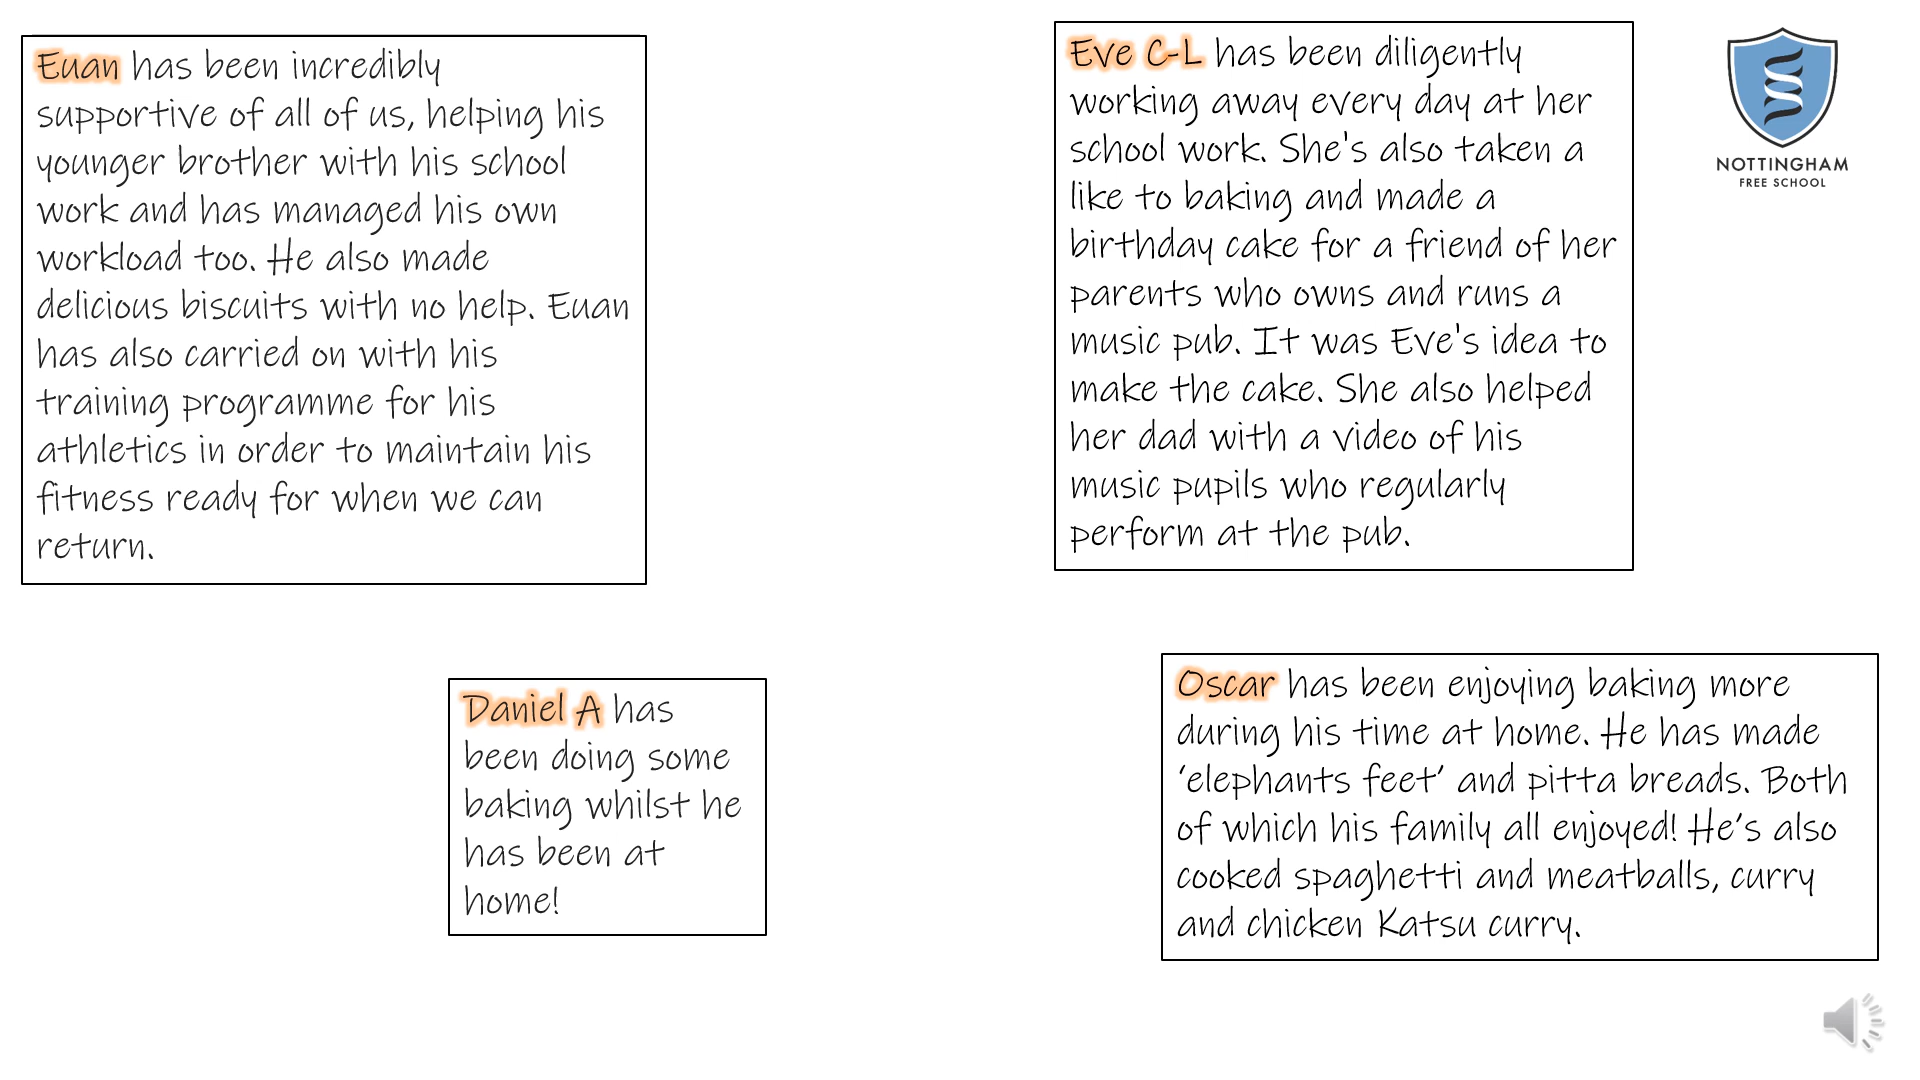 Euan has been incredibly
supportive of all of us, helping his
younger brother with his school
work and has managed his own
workload too. He also made
delicious biscuits with no help. Euan
has also carried on with his
training programme for his
athletics in order to maintain his
fitness ready for when we can
return.
Eve C-L has been diligently
working away every day at her
school work. She's also taken a
like to baking and made a
birthday cake for a friend of her
parents who owns and runs a
music pub. It was Eve's idea to
make the cake. She also helped
her dad with a video of his
music pupils who regularly
perform at the pub.
NOTTINGHAM
FREE SCHOOL
Daniel A has
been doing some
baking whilst he
has been at
home!
Oscar has been enjoying baking more
during his time at home. He has made
‘elephants feet’ and pitta breads. Both
of which his family all enjoyed! He’s also
cooked spaghetti and meatballs, curry
and chicken Katsu curry.